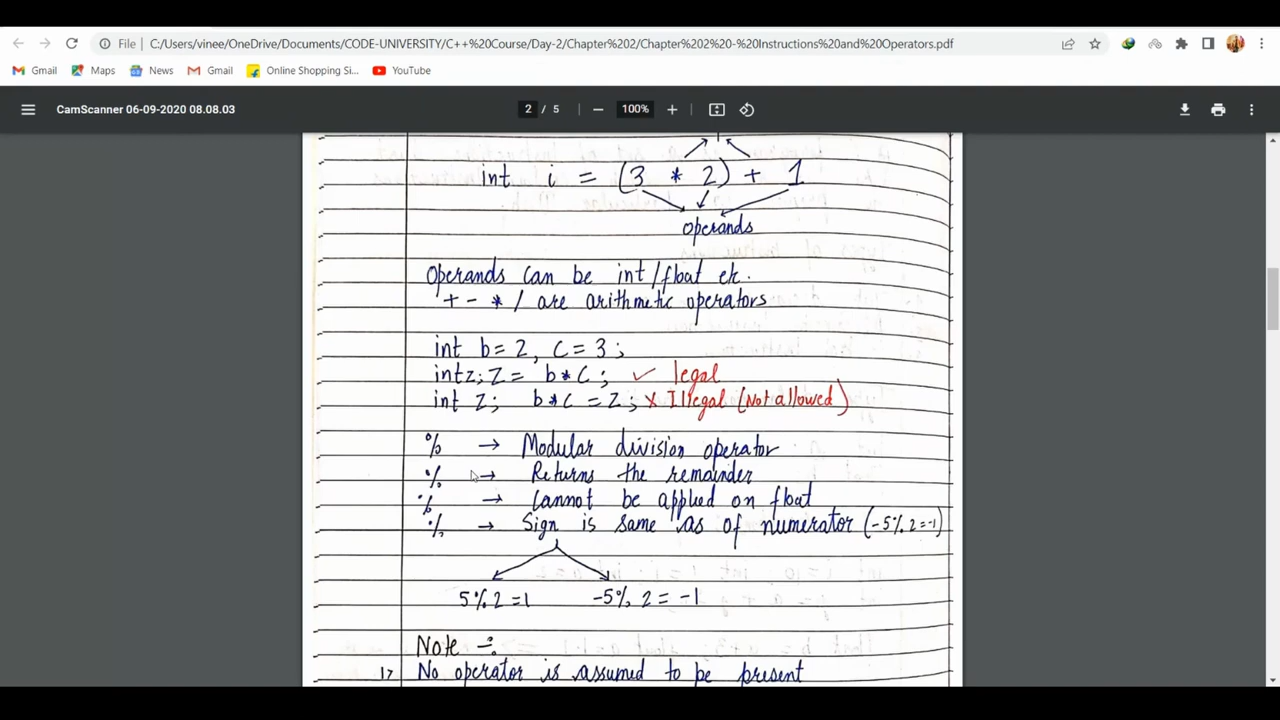 File C:/Users/vinee/OneDrive/Documents/CODE-UNIVERSITY/C++%20Course/Day-2/Chapter%202/Chapter%202%20-%20Instructions%20and%20Operators.pdf
Gmail Maps News Gmail Online Shopping Si... YouTube
CamScanner 06-09-2020 08.08.03 2 / 5 100%
int i = (3 * 2) + 1
operands
Operands can be int/float etc.
+ - * / are arithmetic operators
int b = 2, c = 3;
int z; z = b*c; ✓ legal
int z; b*c = z; X Illegal (Not allowed)
% → Modular division operator
% → Returns the remainder
% → Cannot be applied on float
% → Sign is same as of numerator (-5%2=-1)
5%2=1 -5%2=-1
Note ÷
1> No operator is assumed to be present